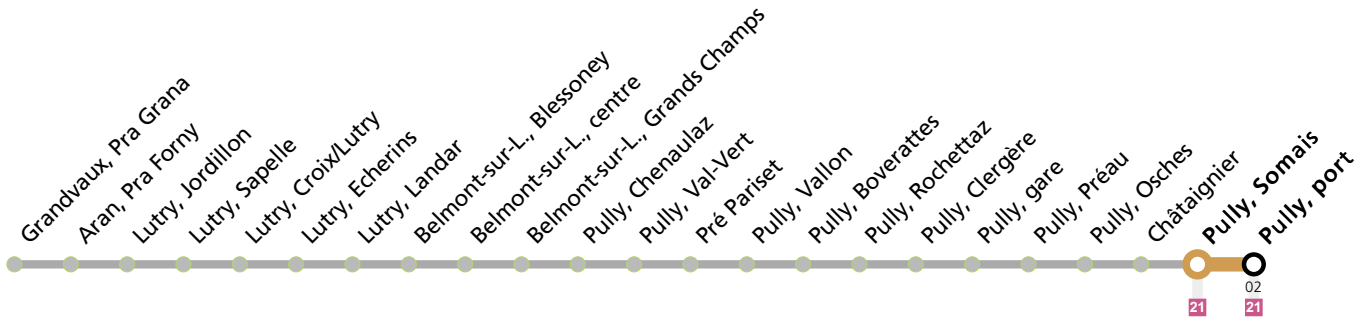 Grandvaux, Pra Grana
Aran, Pra Forny
Lutry, Jordillon
Lutry, Sapelle
Lutry, Croix/Lutry
Lutry, Echerins
Lutry, Landar
Belmont-sur-L., Blessoney
Belmont-sur-L., centre
Belmont-sur-L., Grands Champs
Pully, Chenaulaz
Pully, Val-Vert
Pré Pariset
Pully, Vallon
Pully, Boverattes
Pully, Rochettaz
Pully, Clergère
Pully, gare
Pully, Préau
Pully, Osches
Châtaignier
Pully, Somais
Pully, port
02
21
21